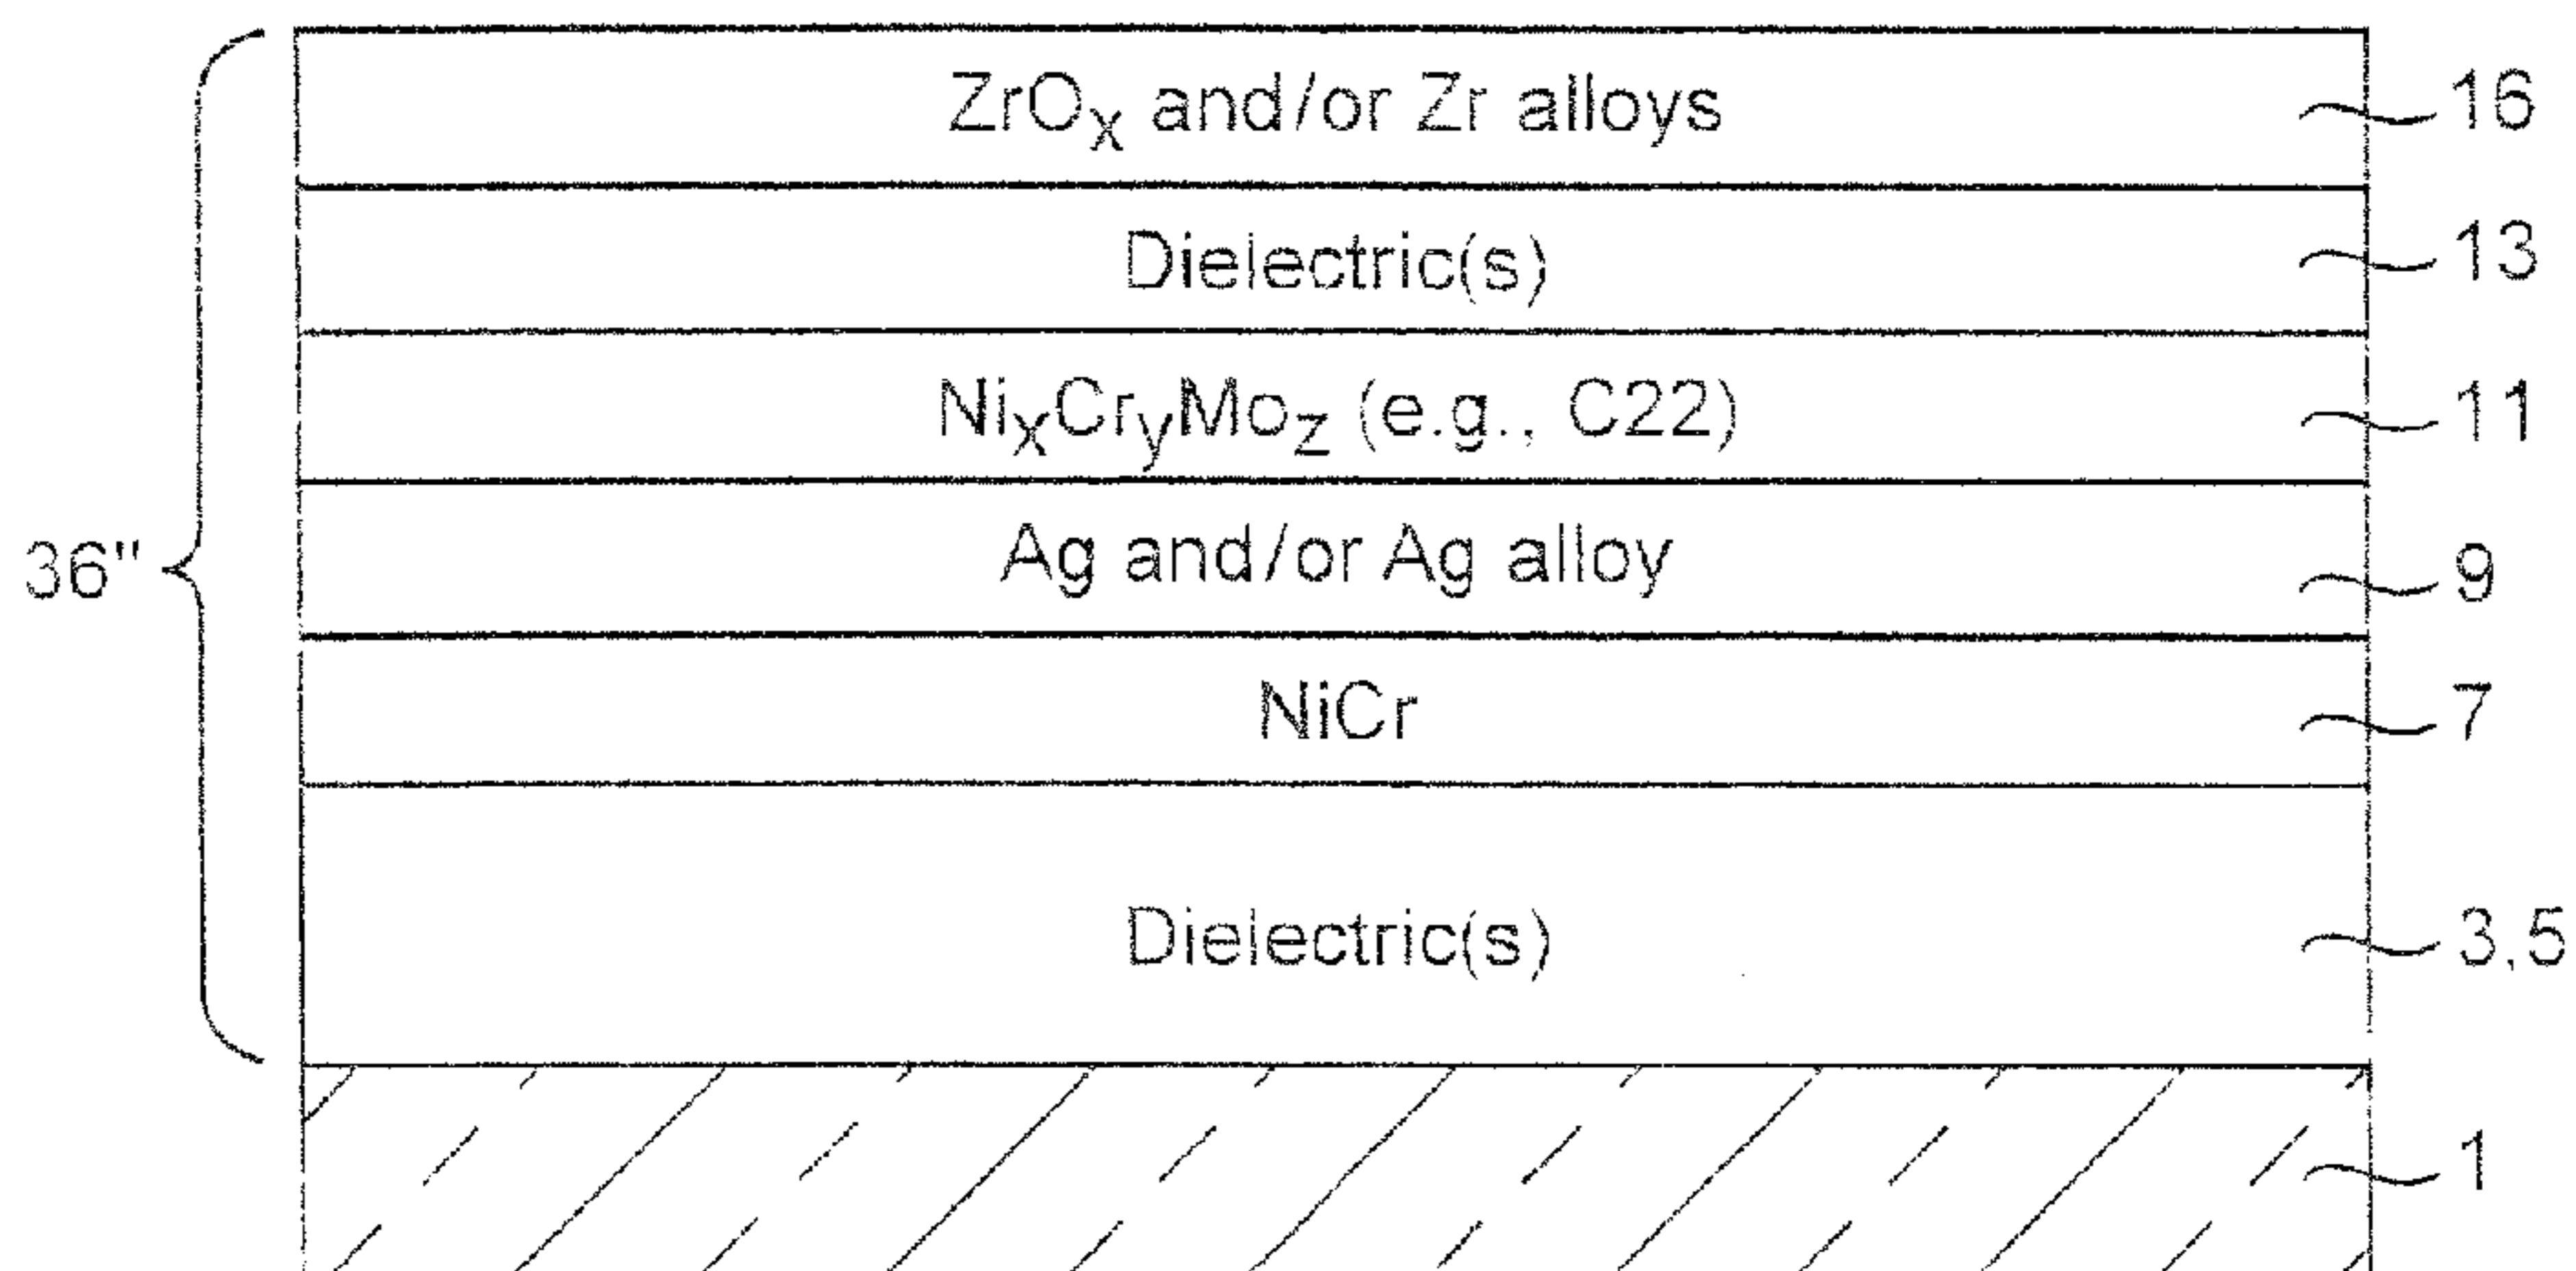 ZrOx and/or Zr alloys 16
Dielectric(s) 13
NixCryMoz (e.g., C22) 11
Ag and/or Ag alloy 9
36"
NiCr 7
Dielectric(s) 3,5
1